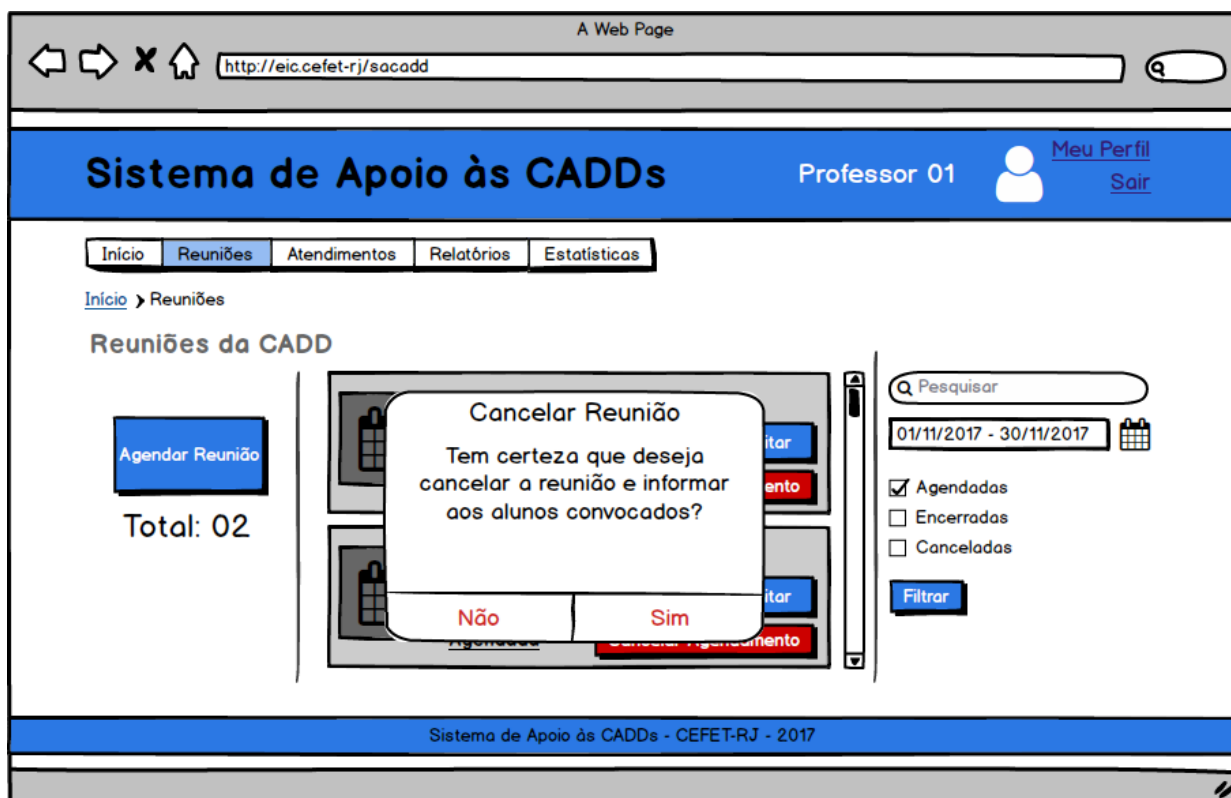 A Web Page
http://eic.cefet-rj/sacadd
Sistema de Apoio às CADDs
Professor 01
Meu Perfil
Sair
Início Reuniões Atendimentos Relatórios Estatísticas
Início > Reuniões
Reuniões da CADD
Agendar Reunião
Total: 02
Cancelar Reunião
Tem certeza que deseja
cancelar a reunião e informar
aos alunos convocados?
Não Sim
Agendada
Cancelar Agendamento
Pesquisar
01/11/2017 - 30/11/2017
Agendadas
Encerradas
Canceladas
Filtrar
Sistema de Apoio às CADDs - CEFET-RJ - 2017